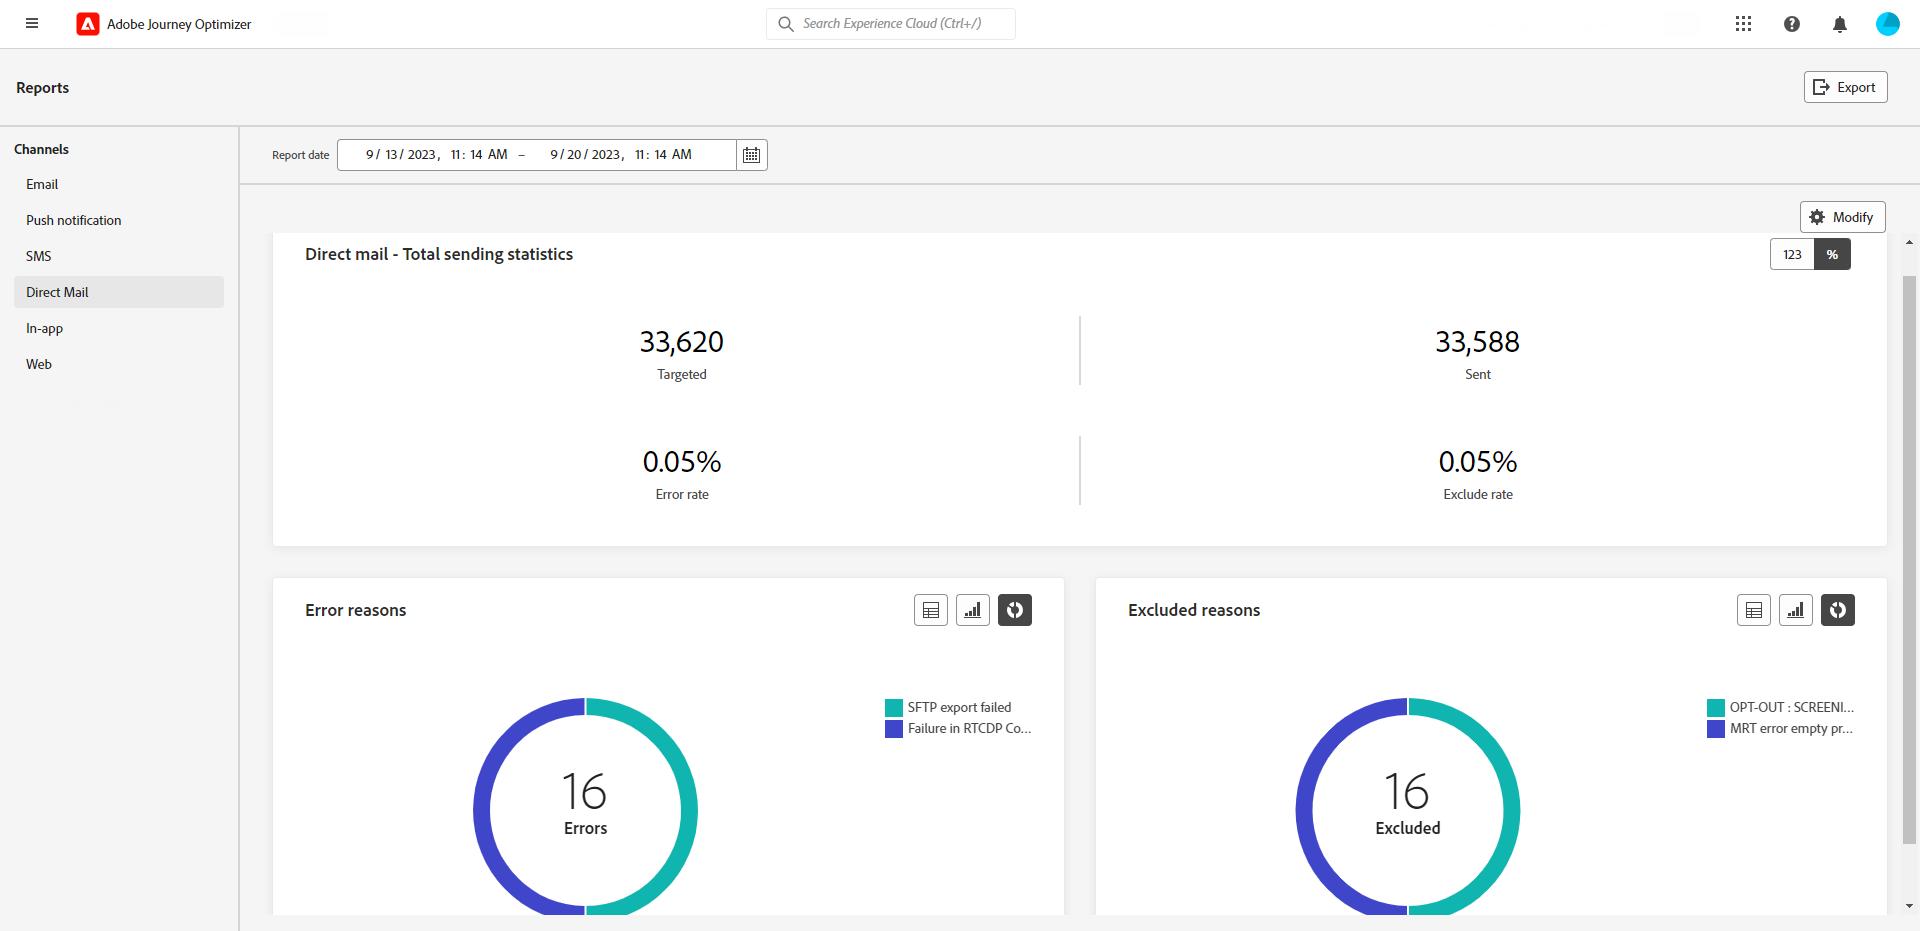 Adobe Journey Optimizer
Search Experience Cloud (Ctrl+/)
Reports
Export
Channels
Email
Push notification
SMS
Direct Mail
In-app
Web
Report date
9/ 13/ 2023, 11: 14 AM – 9/20/2023, 11: 14 AM
Modify
Direct mail - Total sending statistics
123 %
33,620
Targeted
33,588
Sent
0.05%
Error rate
0.05%
Exclude rate
Error reasons
SFTP export failed
Failure in RTCDP Co...
16
Errors
Excluded reasons
OPT-OUT : SCREENI...
MRT error empty pr...
16
Excluded